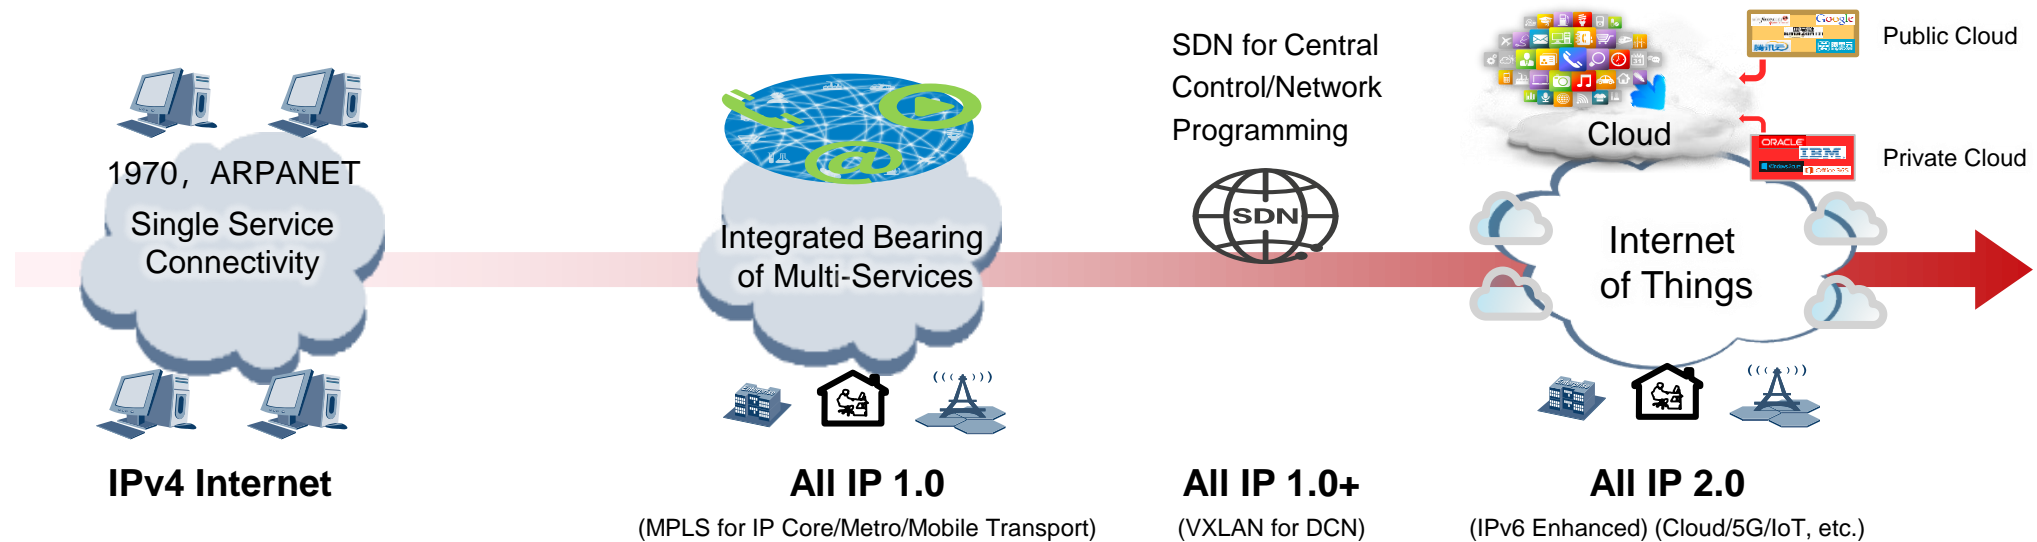 1970，ARPANET
Single Service
Connectivity
IPv4 Internet
Integrated Bearing
of Multi-Services
All IP 1.0
(MPLS for IP Core/Metro/Mobile Transport)
SDN for Central
Control/Network
Programming
SDN
All IP 1.0+
(VXLAN for DCN)
Cloud
Google
Public Cloud
ORACLE
IBM
Office 365
Private Cloud
Internet
of Things
All IP 2.0
(IPv6 Enhanced) (Cloud/5G/IoT, etc.)